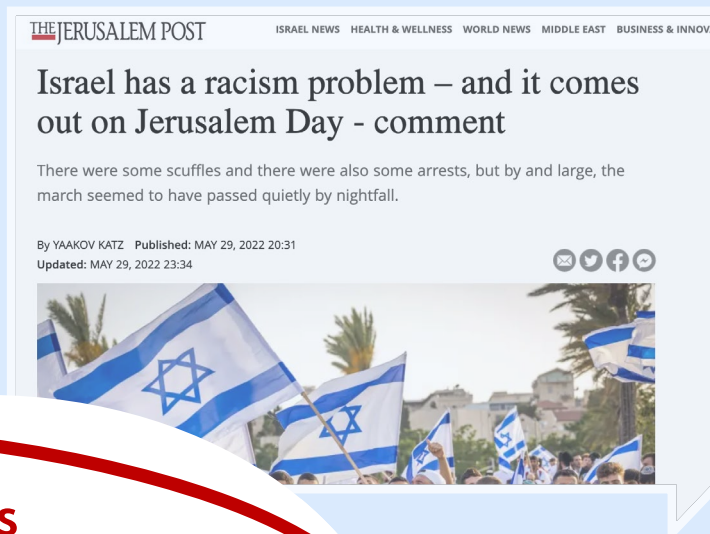 THE JERUSALEM POST
ISRAEL NEWS HEALTH & WELLNESS WORLD NEWS MIDDLE EAST BUSINESS & INNOV
Israel has a racism problem – and it comes
out on Jerusalem Day - comment
There were some scuffles and there were also some arrests, but by and large, the
march seemed to have passed quietly by nightfall.
By YAAKOV KATZ Published: MAY 29, 2022 20:31
Updated: MAY 29, 2022 23:34
s